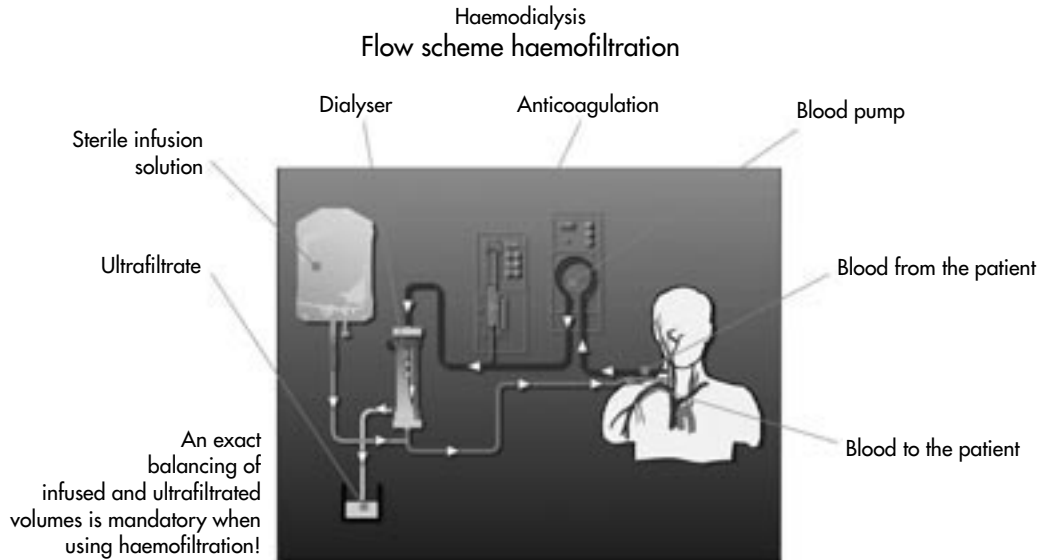 Haemodialysis
Flow scheme haemofiltration
Dialyser
Anticoagulation
Blood pump
Sterile infusion
solution
Ultrafiltrate
Blood from the patient
Blood to the patient
An exact
balancing of
infused and ultrafiltrated
volumes is mandatory when
using haemofiltration!